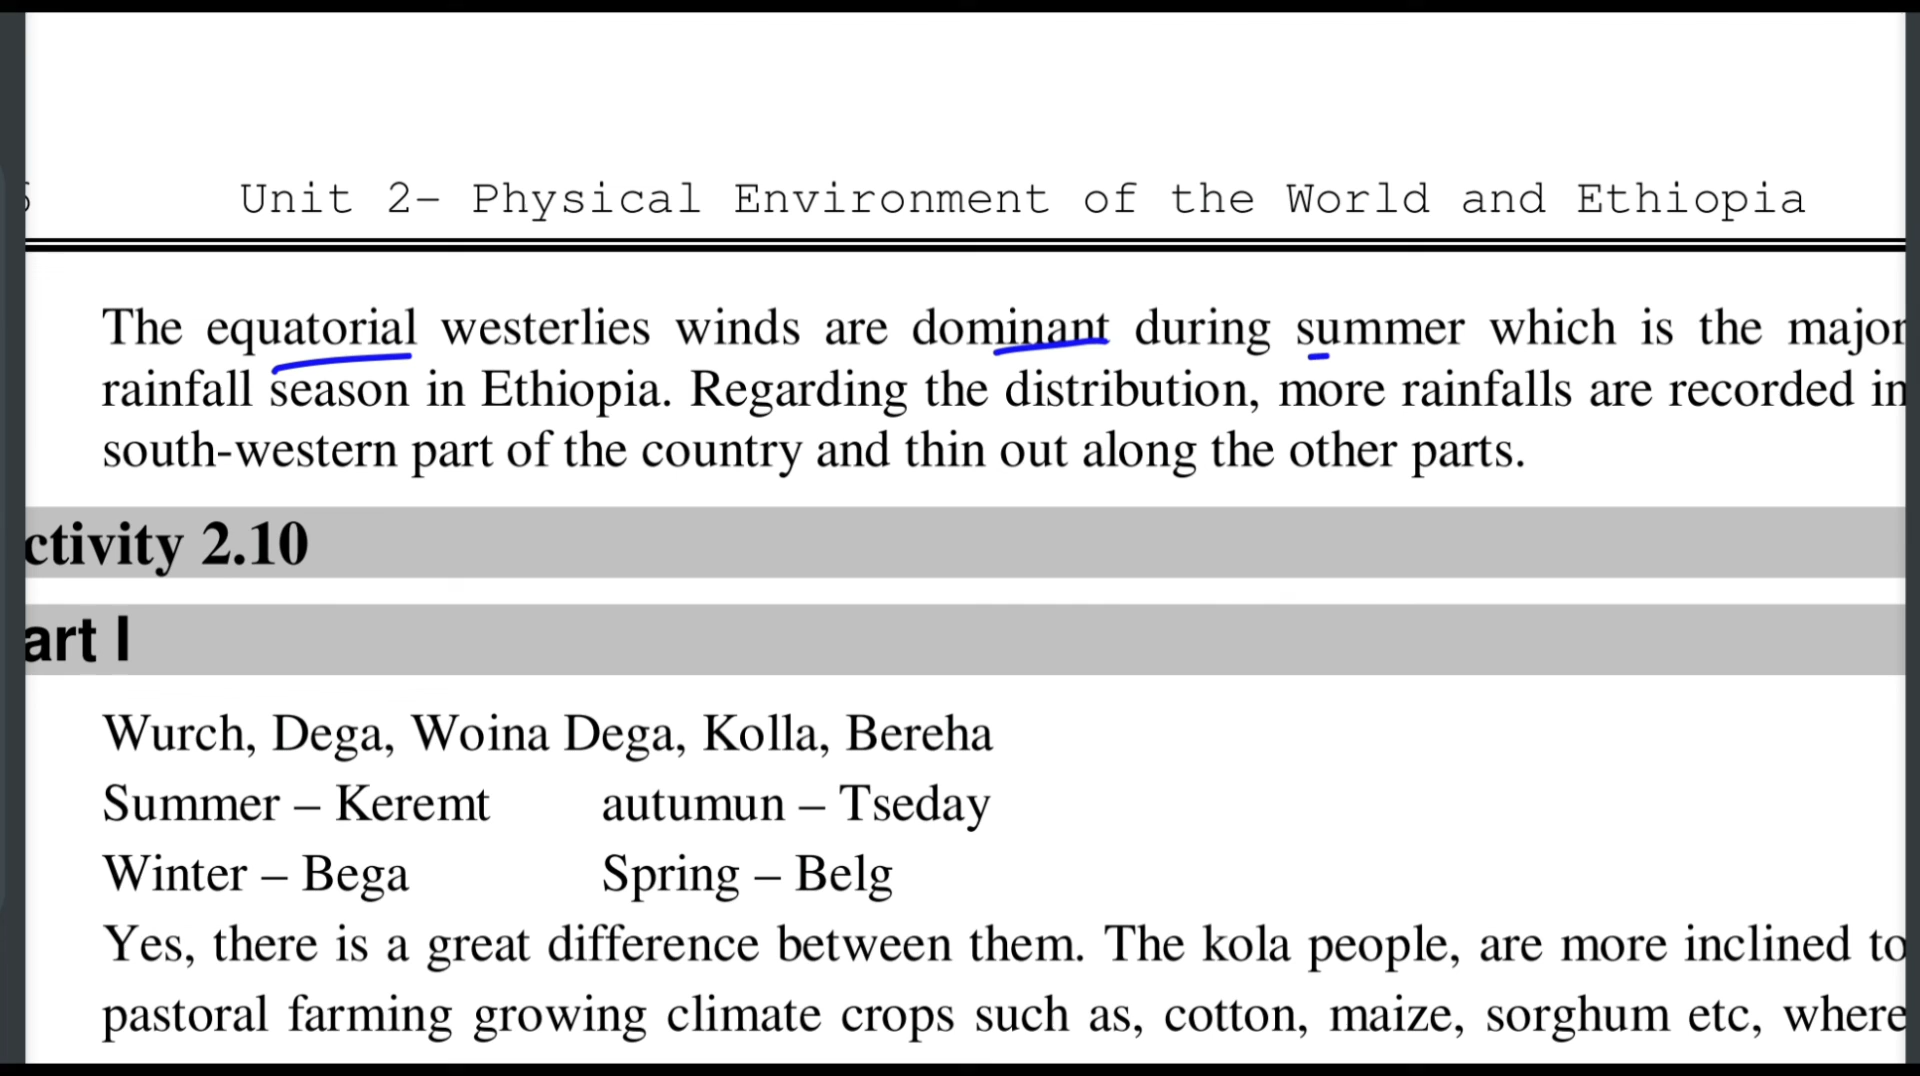 Unit 2- Physical Environment of the World and Ethiopia
The equatorial westerlies winds are dominant during summer which is the major
rainfall season in Ethiopia. Regarding the distribution, more rainfalls are recorded in
south-western part of the country and thin out along the other parts.
ctivity 2.10
art I
Wurch, Dega, Woina Dega, Kolla, Bereha
Summer – Keremt autumun – Tseday
Winter – Bega Spring – Belg
Yes, there is a great difference between them. The kola people, are more inclined to
pastoral farming growing climate crops such as, cotton, maize, sorghum etc, where